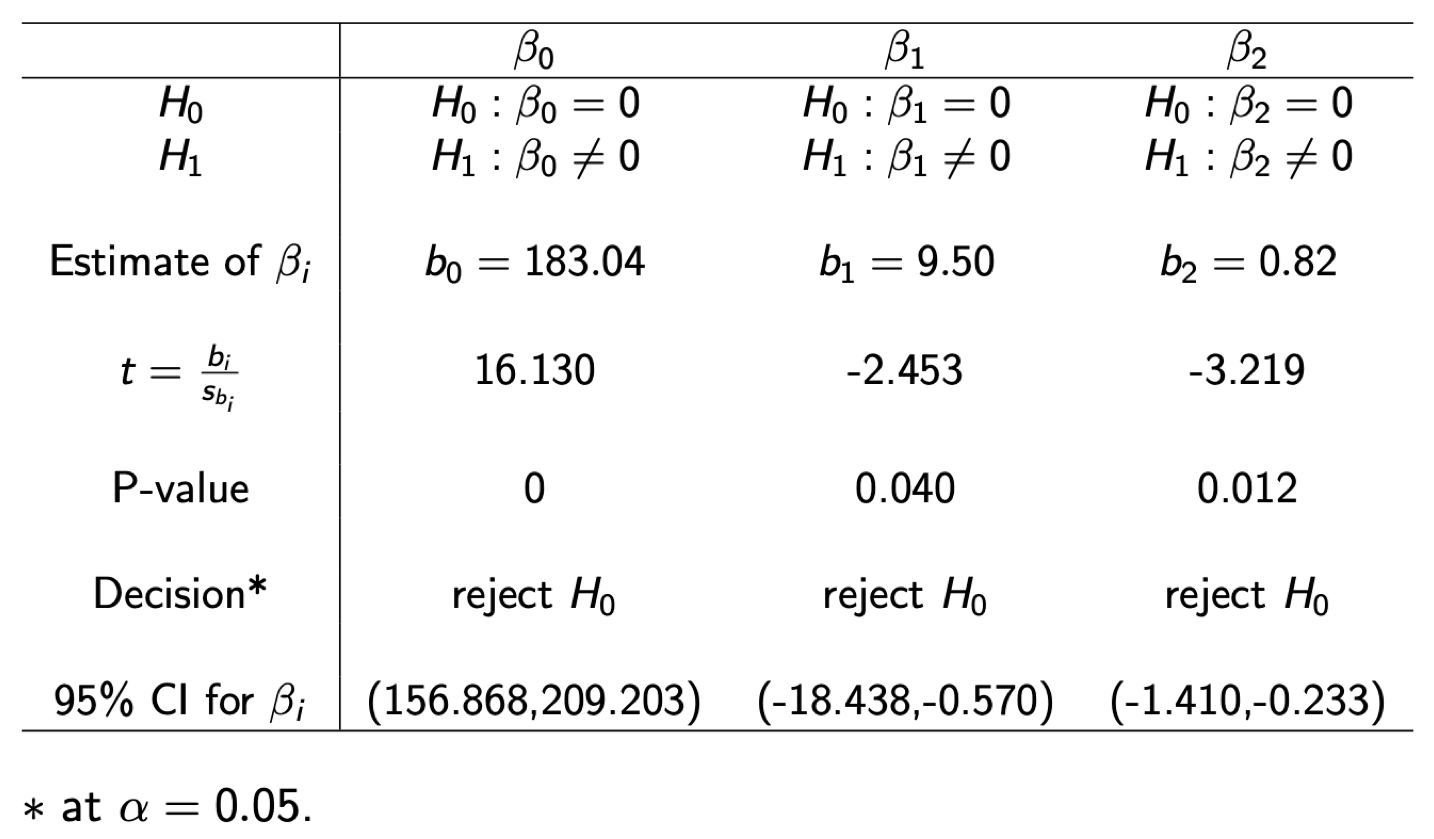 β₀ β₁ β₂
H₀ H₀ : β₀ = 0 H₀ : β₁ = 0 H₀ : β₂ = 0
H₁ H₁ : β₀ ≠ 0 H₁ : β₁ ≠ 0 H₁ : β₂ ≠ 0
Estimate of βᵢ b₀ = 183.04 b₁ = 9.50 b₂ = 0.82
t = bᵢ / s_bᵢ 16.130 -2.453 -3.219
P-value 0 0.040 0.012
Decision* reject H₀ reject H₀ reject H₀
95% CI for βᵢ (156.868,209.203) (-18.438,-0.570) (-1.410,-0.233)
* at α = 0.05.